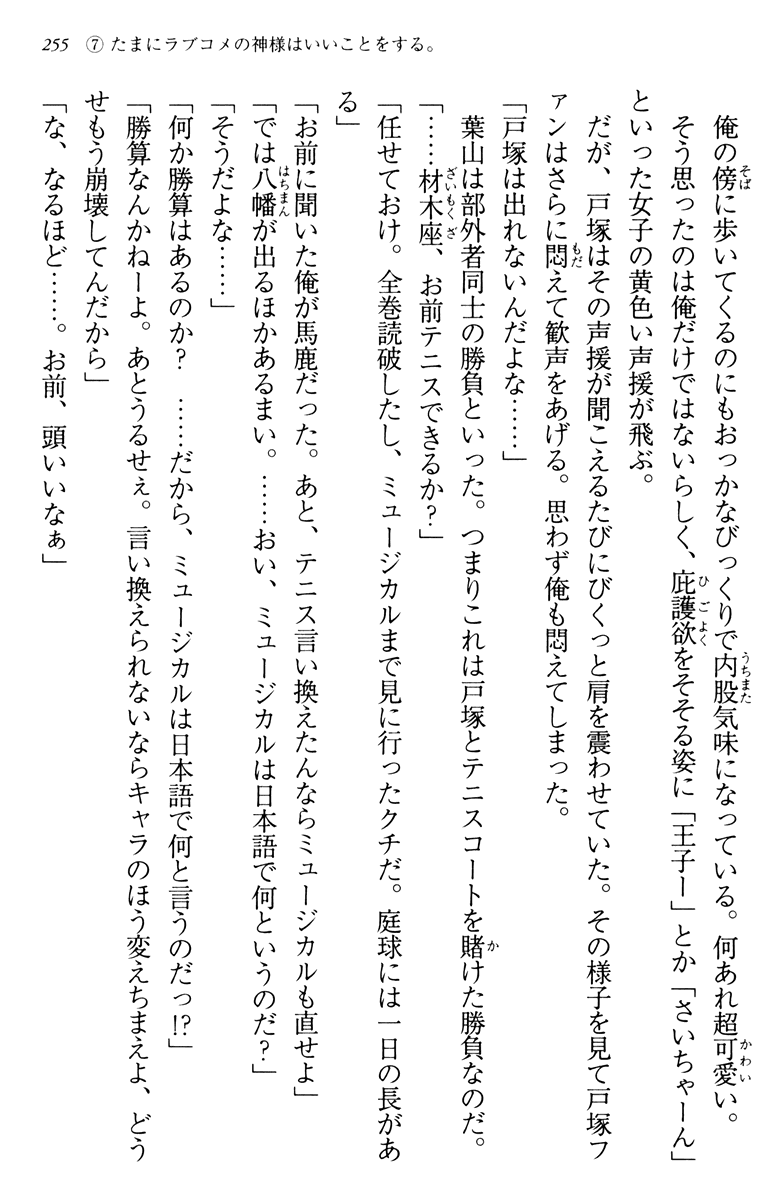 255 ⑦ たまにラブコメの神様はいいことをする。
俺の傍に歩いてくるのにもおっかなびっくりで内股気味になっている。何あれ超可愛い。
そう思ったのは俺だけではないらしく、庇護欲をそそる姿に「王子ー」とか「さいちゃーん」
といった女子の黄色い声援が飛ぶ。
だが、戸塚はその声援が聞こえるたびにびくっと肩を震わせていた。その様子を見て戸塚フ
ァンはさらに悶えて歓声をあげる。思わず俺も悶えてしまった。
「戸塚は出れないんだよな……」
葉山は部外者同士の勝負といった。つまりこれは戸塚とテニスコートを賭けた勝負なのだ。
「……材木座、お前テニスできるか?」
「任せておけ。全巻読破したし、ミュージカルまで見に行ったクチだ。庭球には一日の長があ
る」
「お前に聞いた俺が馬鹿だった。あと、テニス言い換えたんならミュージカルも直せよ」
「では八幡が出るほかあるまい。……おい、ミュージカルは日本語で何というのだ?」
「そうだよな……」
「何か勝算はあるのか? ……だから、ミュージカルは日本語で何と言うのだっ!?」
「勝算なんかねーよ。あとうるせぇ。言い換えられないならキャラのほう変えちまえよ、どう
せもう崩壊してんだから」
「な、なるほど……。お前、頭いいなぁ」